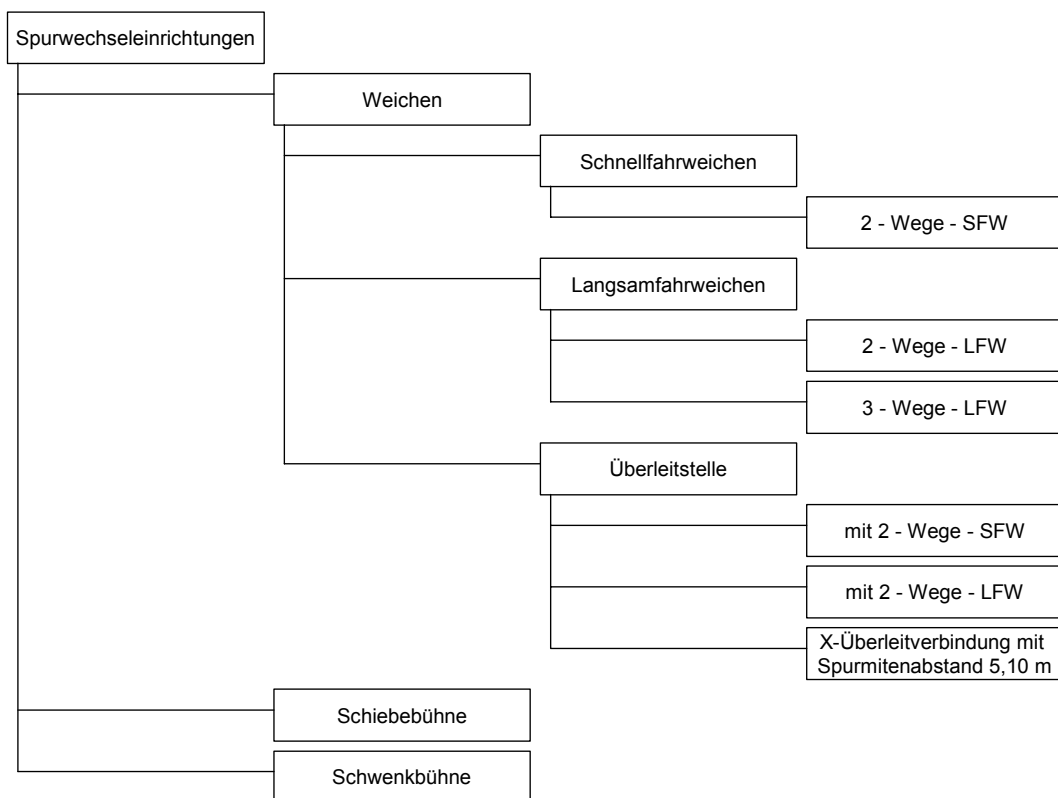 Spurwechseleinrichtungen
Weichen
Schnellfahrweichen
2 - Wege - SFW
Langsamfahrweichen
2 - Wege - LFW
3 - Wege - LFW
Überleitstelle
mit 2 - Wege - SFW
mit 2 - Wege - LFW
X-Überleitverbindung mit
Spurmitenabstand 5,10 m
Schiebebühne
Schwenkbühne